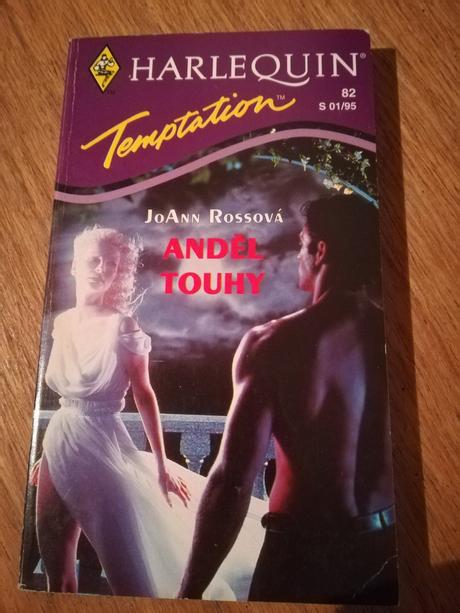 HARLEQUIN®
82
S 01/95
Temptation™
JOANN ROSSOVÁ
ANDĚL
TOUHY